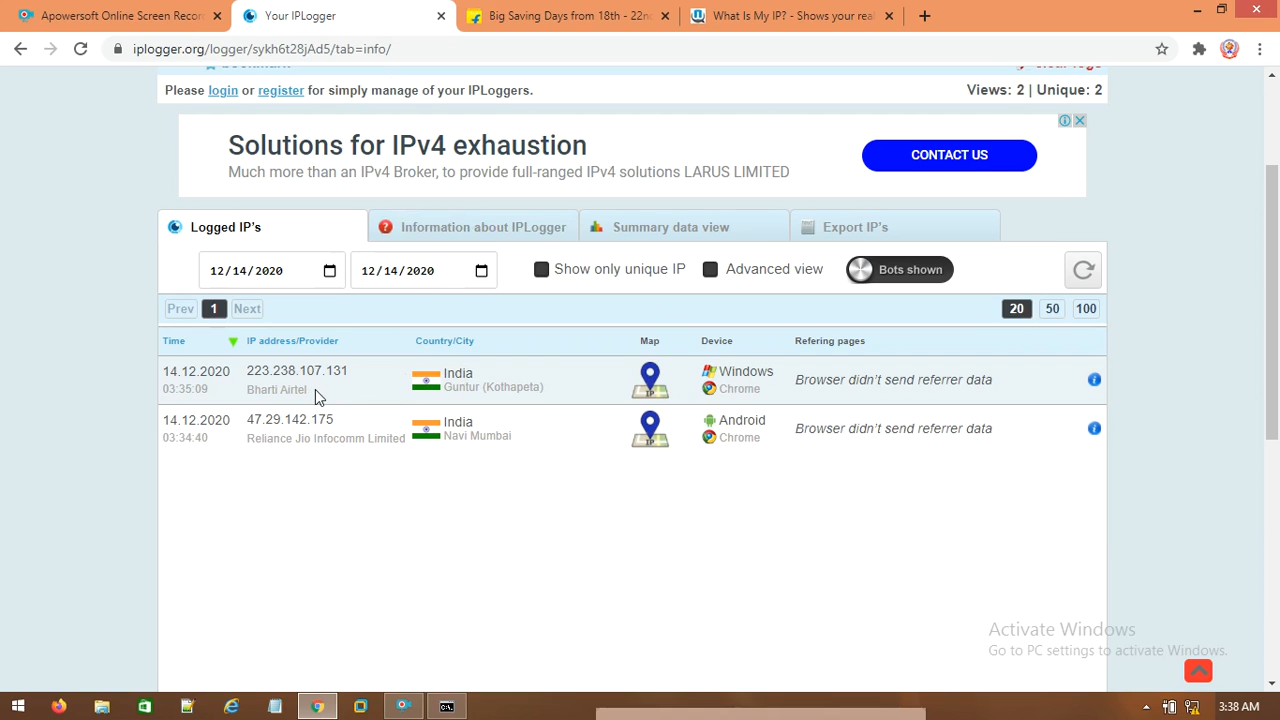 Apowersoft Online Screen Recor
Your IPLogger
Big Saving Days from 18th - 22n
What Is My IP? - Shows your real
iplogger.org/logger/sykh6t28jAd5/tab=info/
Please login or register for simply manage of your IPLoggers.
Views: 2 | Unique: 2
Solutions for IPv4 exhaustion
Much more than an IPv4 Broker, to provide full-ranged IPv4 solutions LARUS LIMITED
CONTACT US
Logged IP's
Information about IPLogger
Summary data view
Export IP's
12/14/2020
12/14/2020
Show only unique IP
Advanced view
Bots shown
Prev 1 Next
20 50 100
Time IP address/Provider Country/City Map Device Refering pages
14.12.2020 223.238.107.131 India Windows Browser didn't send referrer data
03:35:09 Bharti Airtel Guntur (Kothapeta) IP Chrome
14.12.2020 47.29.142.175 India Android Browser didn't send referrer data
03:34:40 Reliance Jio Infocomm Limited Navi Mumbai IP Chrome
Activate Windows
Go to PC settings to activate Windows.
3:38 AM